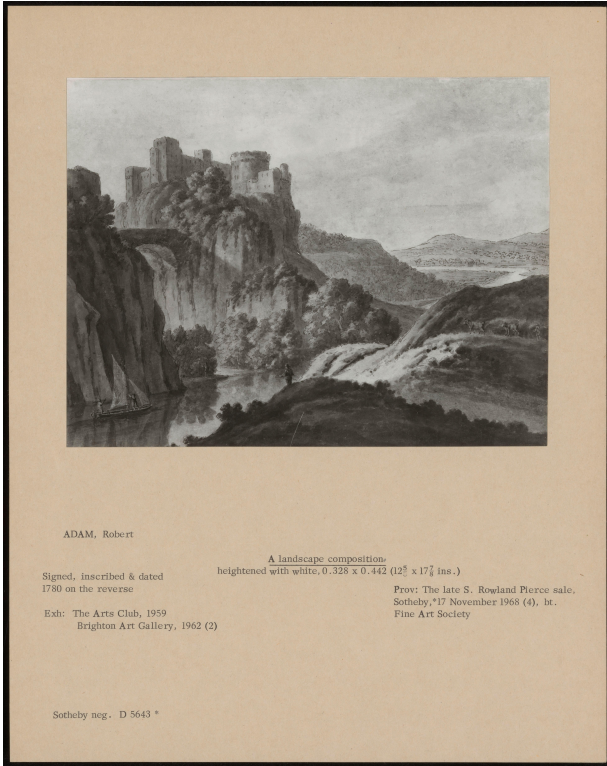 ADAM, Robert
A landscape composition
heightened with white, 0.328 x 0.442 (12⅝ x 17⅞ ins.)
Signed, inscribed & dated
1780 on the reverse
Prov: The late S. Rowland Pierce sale,
Sotheby,*17 November 1968 (4), bt.
Fine Art Society
Exh: The Arts Club, 1959
Brighton Art Gallery, 1962 (2)
Sotheby neg. D 5643 *